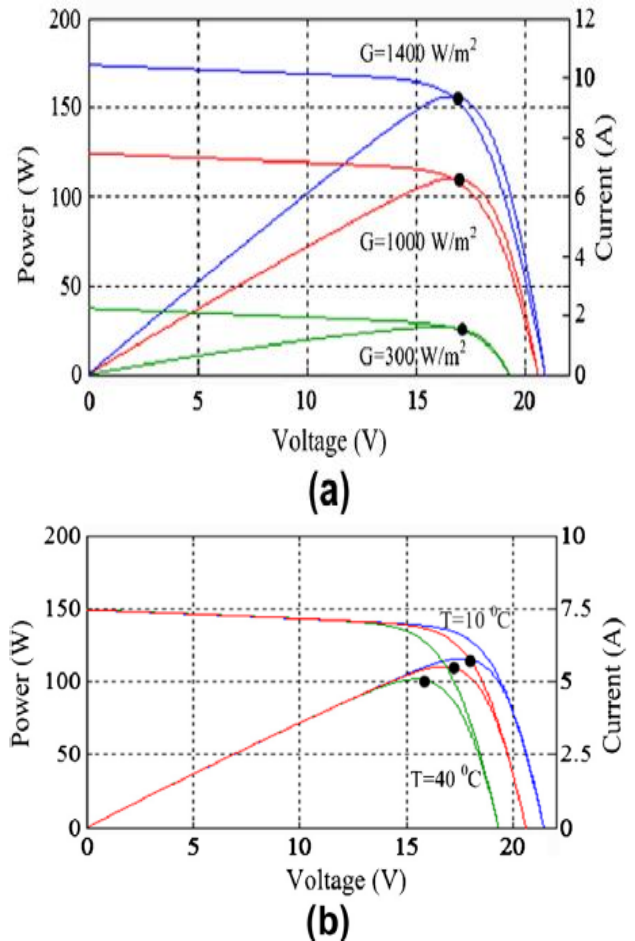 200
150
100
50
0
Power (W)
G=1400 W/m²
G=1000 W/m²
G=300 W/m²
12
10
8
6
4
2
0
Current (A)
0 5 10 15 20
Voltage (V)
(a)
200
150
100
50
0
Power (W)
T=10 ⁰C
T=40 ⁰C
10
7.5
5
2.5
0
Current (A)
0 5 10 15 20
Voltage (V)
(b)